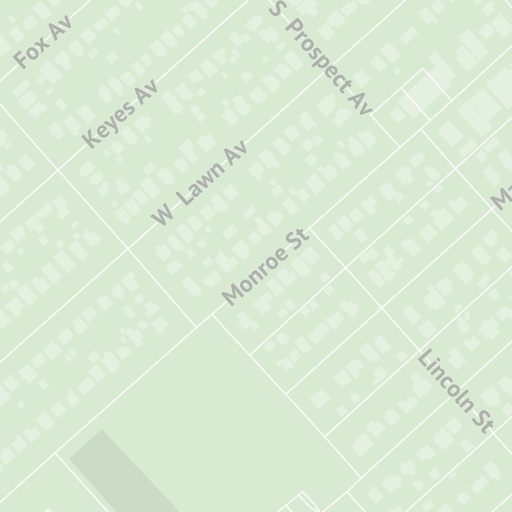 Fox Av
S Prospect Av
Keyes Av
W Lawn Av
Monroe St
Lincoln St